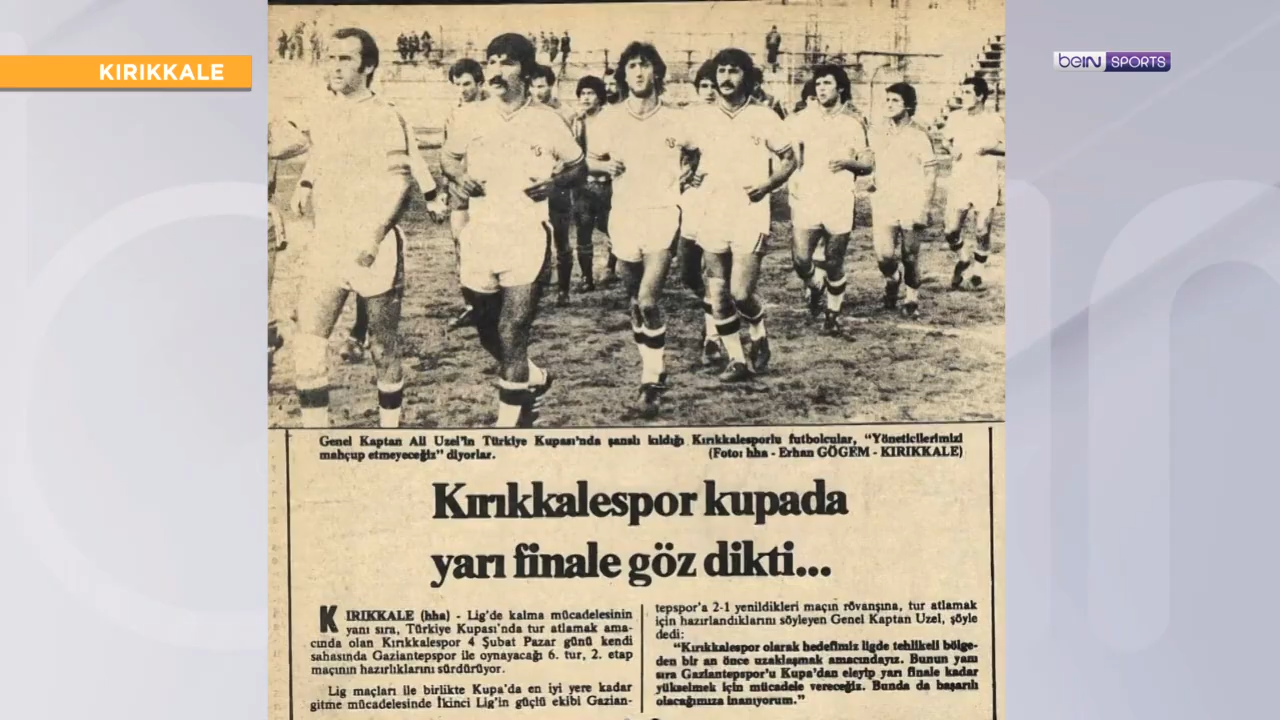 KIRIKKALE
beIN SPORTS
Genel Kaptan Ali Uzel'in Türkiye Kupası'nda şanslı kıldığı Kırıkkalesporlu futbolcular, "Yöneticilerimizi
mahçup etmeyeceğiz" diyorlar. (Foto: hha - Erhan GÖGEM - KIRIKKALE)
Kırıkkalespor kupada
yarı finale göz dikti...
KIRIKKALE (hha) - Lig'de kalma mücadelesinin
yanı sıra, Türkiye Kupası'nda tur atlamak ama-
cında olan Kırıkkalespor 4 Şubat Pazar günü kendi
sahasında Gaziantepspor ile oynayacağı 6. tur, 2. etap
maçının hazırlıklarını sürdürüyor.
Lig maçları ile birlikte Kupa'da en iyi yere kadar
gitme mücadelesinde İkinci Lig'in güçlü ekibi Gazian-
tepspor'a 2-1 yenildikleri maçın rövanşına, tur atlamak
için hazırlandıklarını söyleyen Genel Kaptan Uzel, şöyle
dedi:
"Kırıkkalespor olarak hedefimiz ligde tehlikeli bölge-
den bir an önce uzaklaşmak amacındayız. Bunun yanı
sıra Gaziantepspor'u Kupa'dan eleyip yarı finale kadar
yükselmek için mücadele vereceğiz. Bunda da başarılı
olacağımıza inanıyorum."